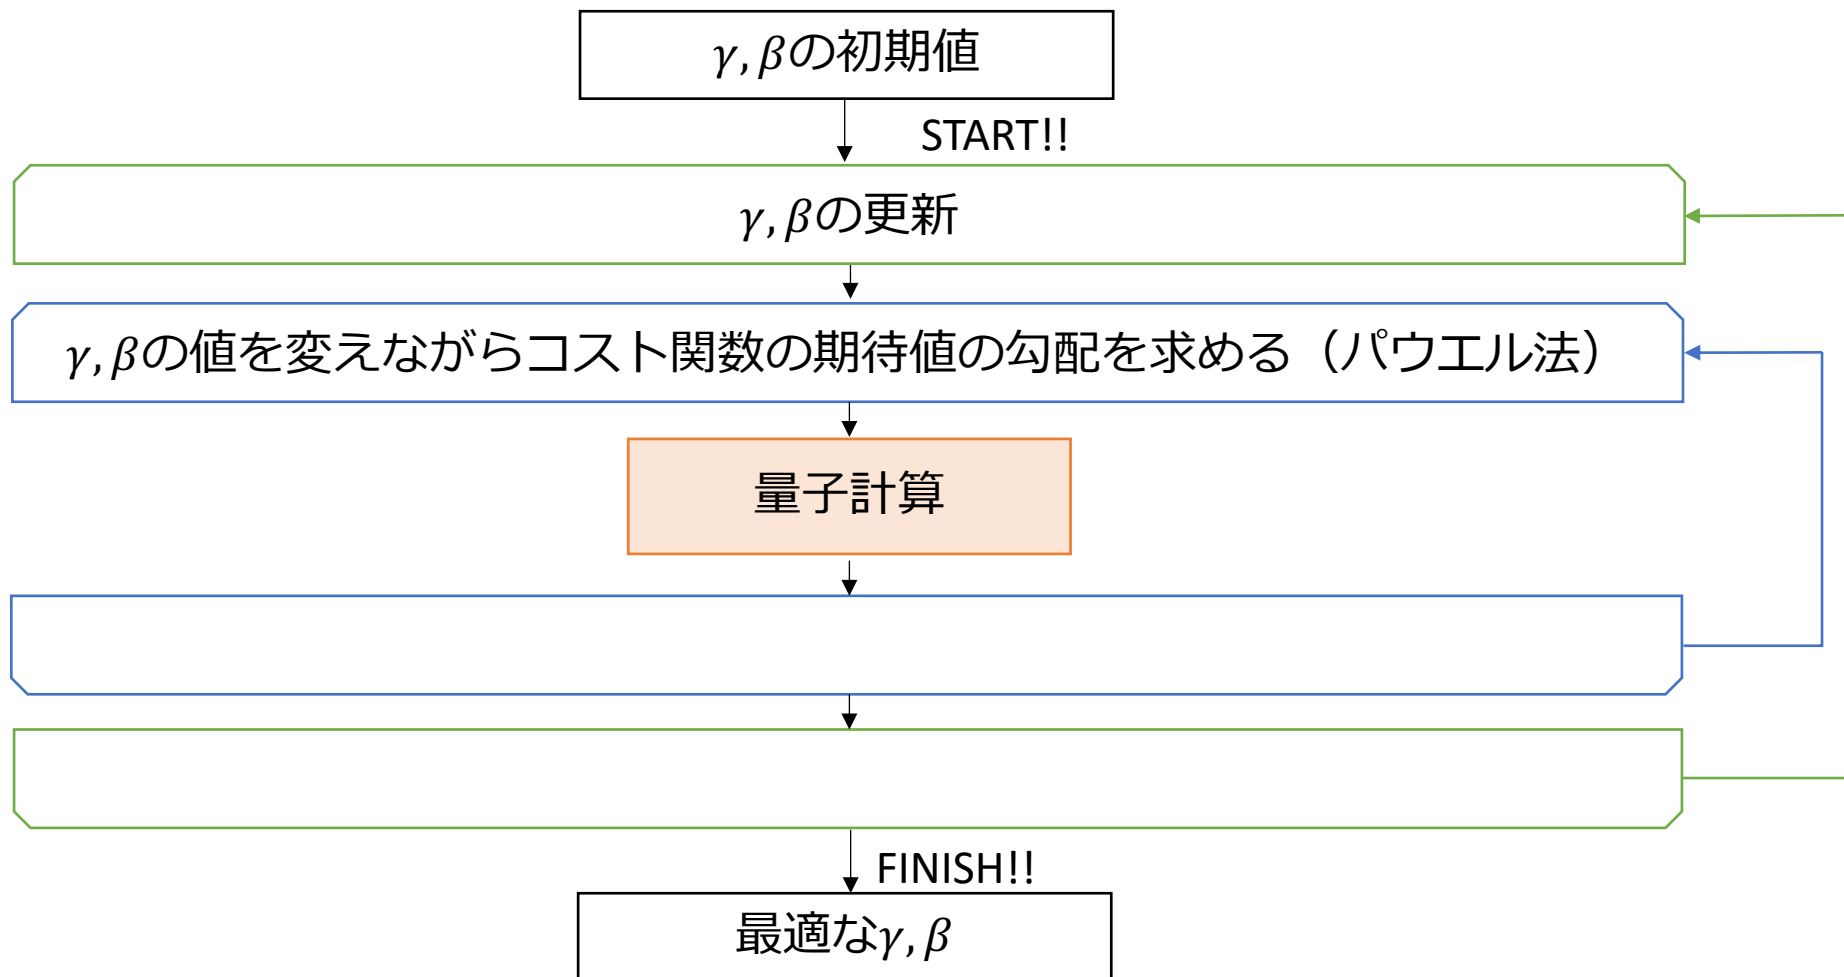 γ, βの初期値
START!!
γ, βの更新
γ, βの値を変えながらコスト関数の期待値の勾配を求める（パウエル法）
量子計算
FINISH!!
最適なγ, β